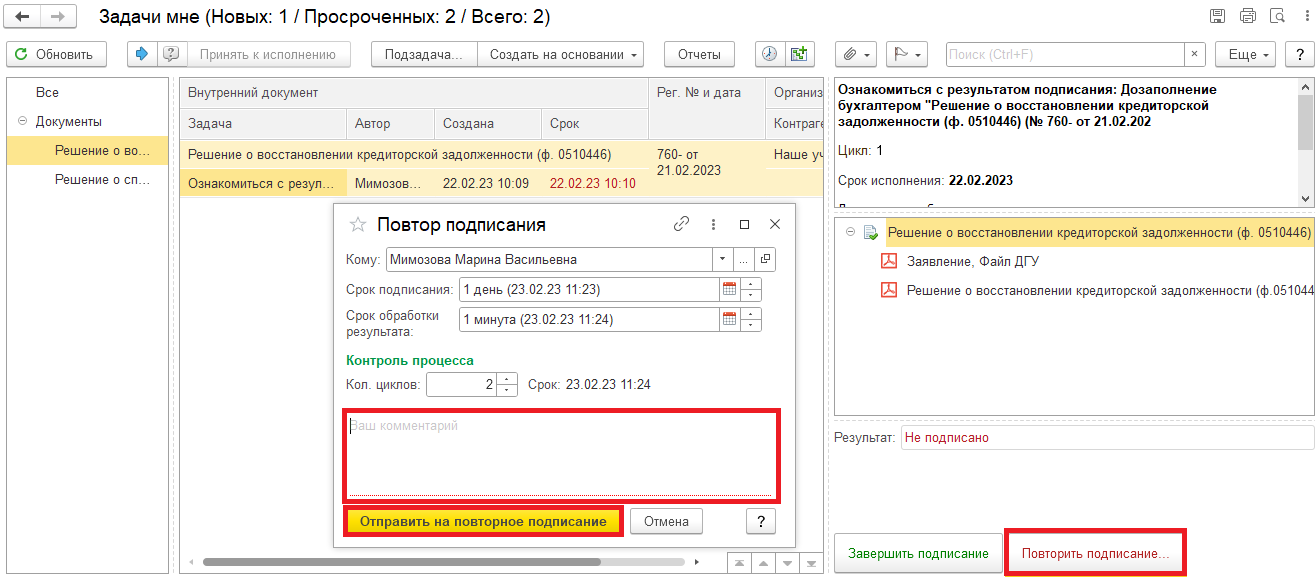 Задачи мне (Новых: 1 / Просроченных: 2 / Всего: 2)
Обновить
Принять к исполнению
Подзадача...
Создать на основании
Отчеты
Поиск (Ctrl+F)
×
Еще
?
Все
Документы
Решение о во...
Решение о сп...
Внутренний документ
Рег. № и дата
Организ
Задача
Автор
Создана
Срок
Контраге
Решение о восстановлении кредиторской задолженности (ф. 0510446)
760- от
21.02.2023
Наше уч
Ознакомиться с резул...
Мимозов...
22.02.23 10:09
22.02.23 10:10
Повтор подписания
Кому:
Мимозова Марина Васильевна
...
Срок подписания:
1 день (23.02.23 11:23)
Срок обработки
результата:
1 минута (23.02.23 11:24)
Контроль процесса
Кол. циклов:
2
Срок: 23.02.23 11:24
Ваш комментарий
Отправить на повторное подписание
Отмена
?
Ознакомиться с результатом подписания: Дозаполнение
бухгалтером "Решение о восстановлении кредиторской
задолженности (ф. 0510446) (№ 760- от 21.02.202
Цикл: 1
Срок исполнения: 22.02.2023
Решение о восстановлении кредиторской задолженности (ф. 0510446)
Заявление, Файл ДГУ
Решение о восстановлении кредиторской задолженности (ф.051044
Результат:
Не подписано
Завершить подписание
Повторить подписание...